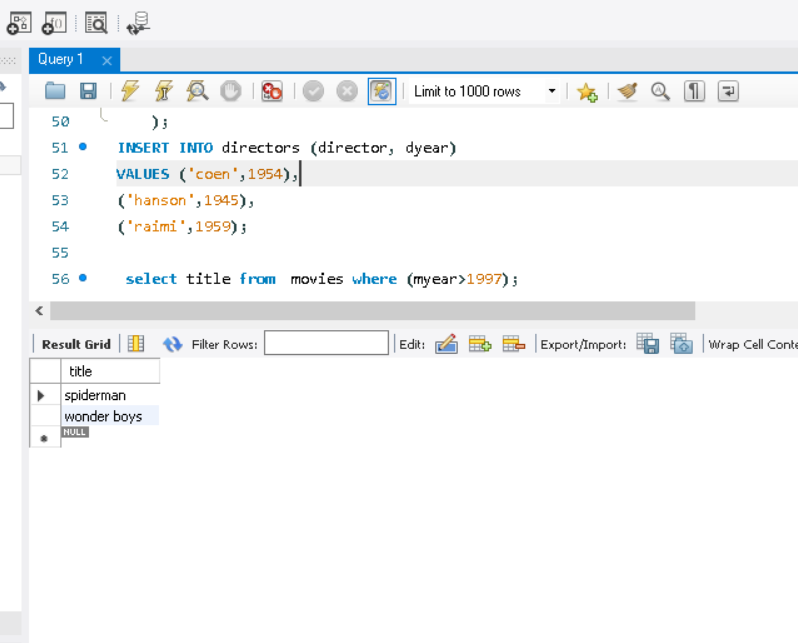 Query 1
Limit to 1000 rows
50 );
51 INSERT INTO directors (director, dyear)
52 VALUES ('coen',1954),
53 ('hanson',1945),
54 ('raimi',1959);
55
56 select title from movies where (myear>1997);
Result Grid Filter Rows: Edit: Export/Import: Wrap Cell Conte
title
spiderman
wonder boys
NULL